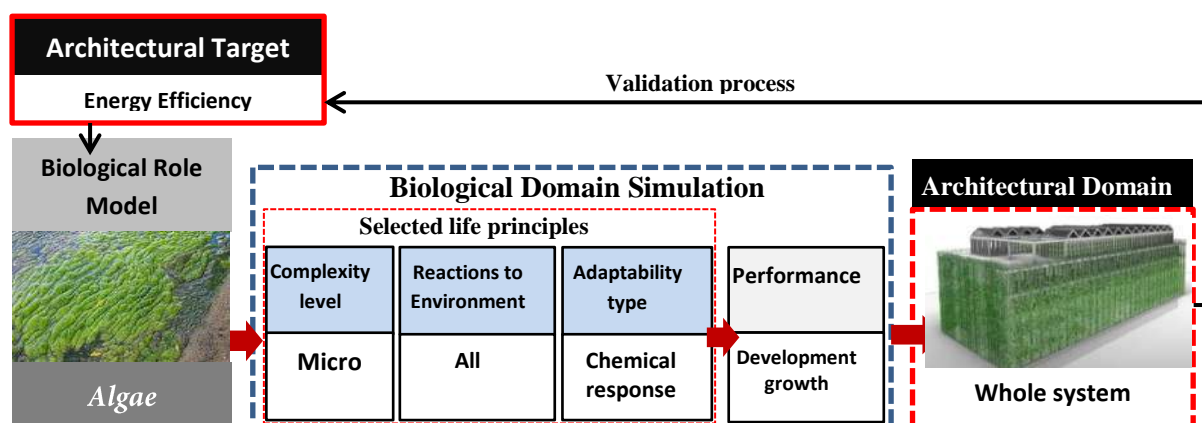 Architectural Target
Energy Efficiency
Validation process
Biological Role
Model
Algae
Biological Domain Simulation
Selected life principles
Complexity
level
Micro
Reactions to
Environment
All
Adaptability
type
Chemical
response
Performance
Development
growth
Architectural Domain
Whole system